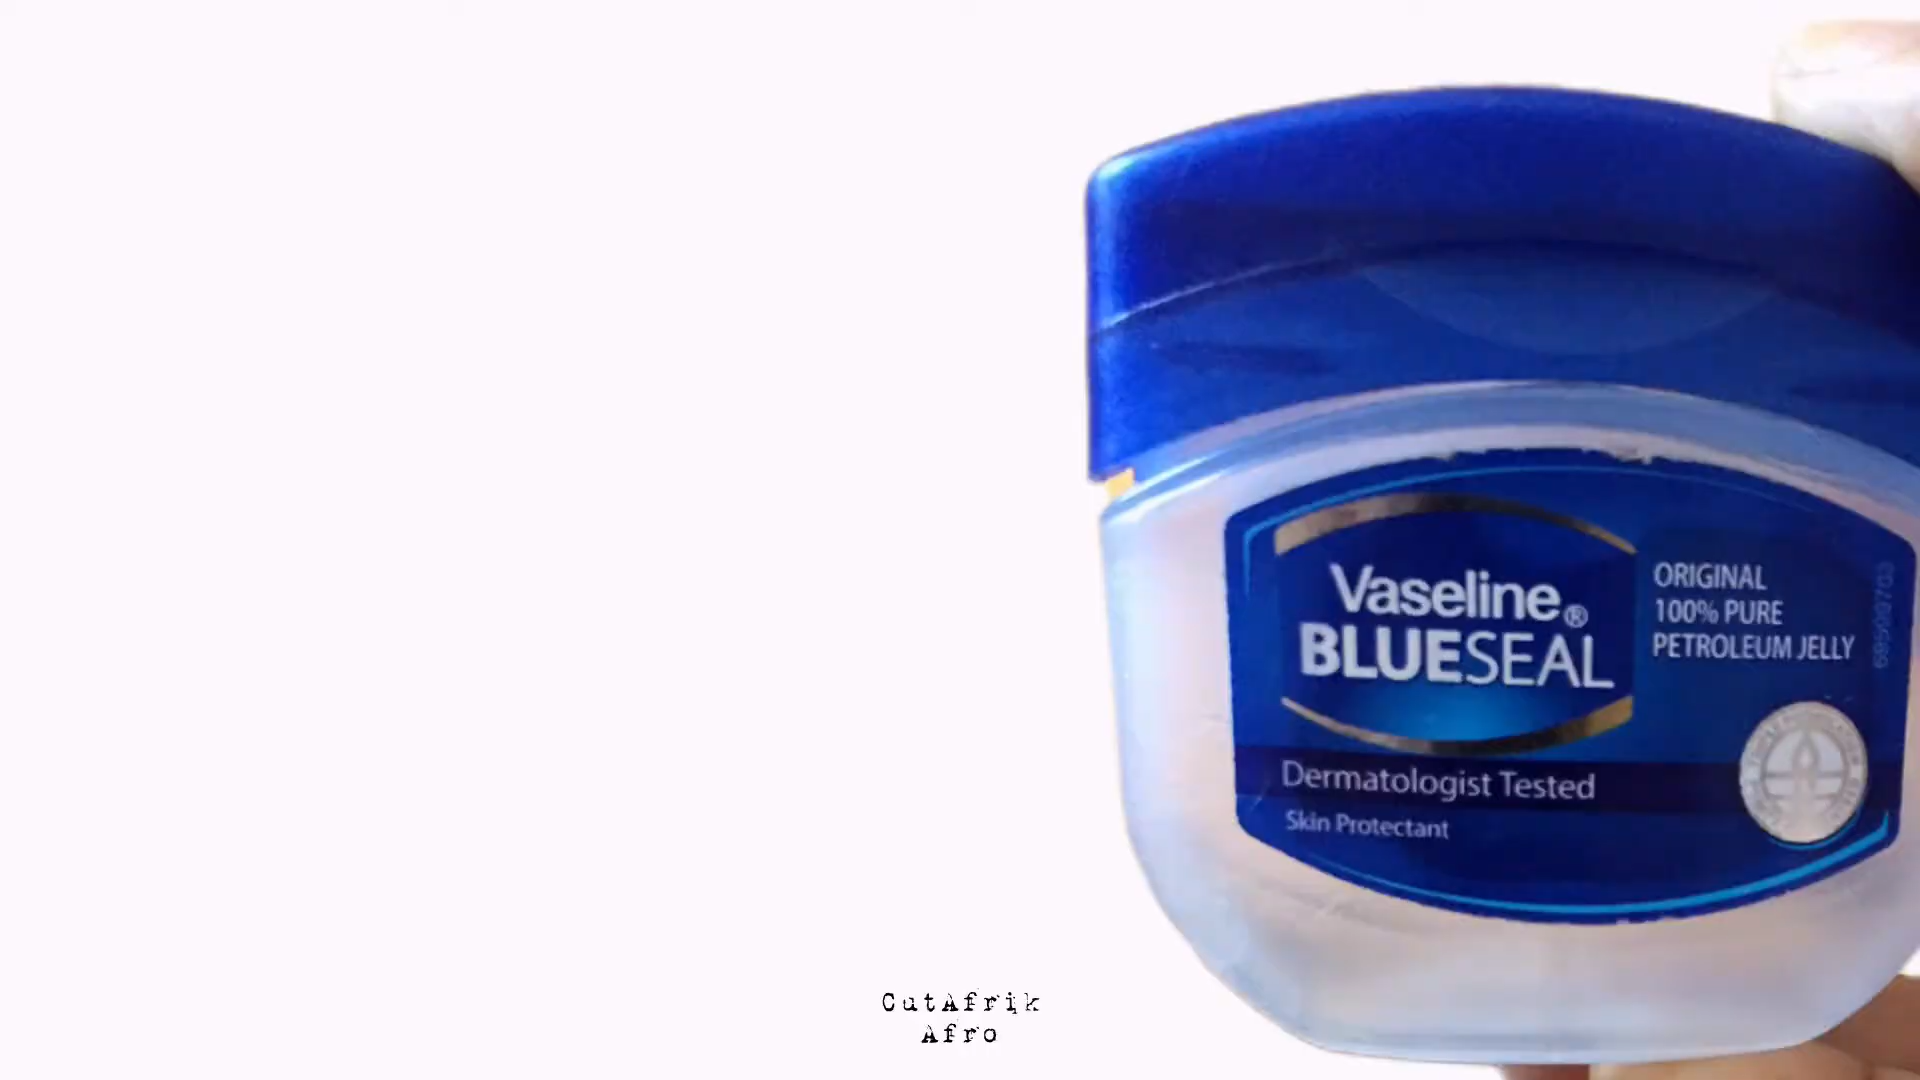 Vaseline®
BLUESEAL
ORIGINAL
100% PURE
PETROLEUM JELLY
Dermatologist Tested
Skin Protectant
CutAfrik
Afro